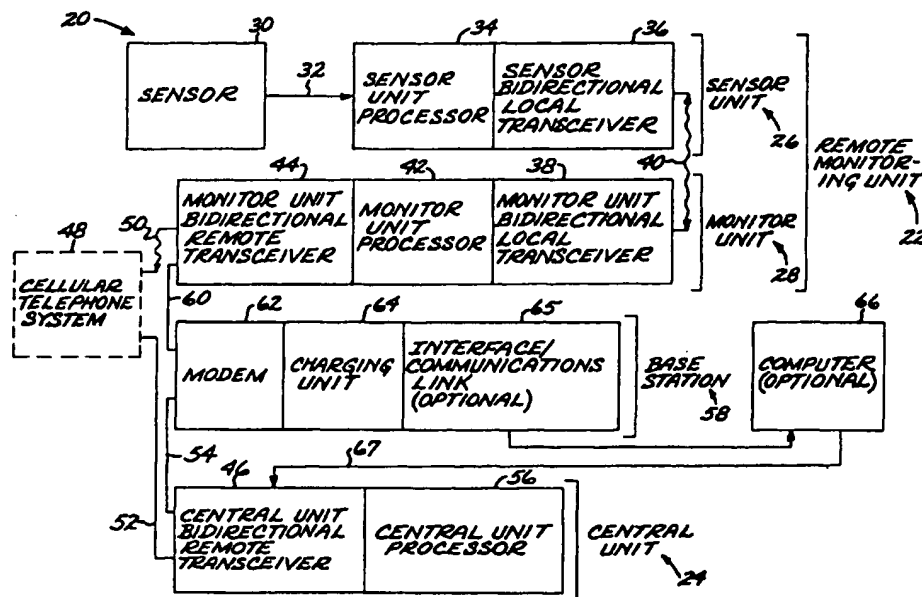 20
30
34
36
SENSOR
32
SENSOR
UNIT
PROCESSOR
SENSOR
BIDIRECTIONAL
LOCAL
TRANSCEIVER
SENSOR
UNIT
26
REMOTE
MONITOR-
ING UNIT
22
40
44
42
38
MONITOR UNIT
BIDIRECTIONAL
REMOTE
TRANSCEIVER
MONITOR
UNIT
PROCESSOR
MONITOR UNIT
BIDIRECTIONAL
LOCAL
TRANSCEIVER
MONITOR
UNIT
28
48
50
CELLULAR
TELEPHONE
SYSTEM
60
62
64
65
66
MODEM
CHARGING
UNIT
INTERFACE/
COMMUNICATIONS
LINK
(OPTIONAL)
BASE
STATION
58
COMPUTER
(OPTIONAL)
54
67
46
56
52
CENTRAL UNIT
BIDIRECTIONAL
REMOTE
TRANSCEIVER
CENTRAL UNIT
PROCESSOR
CENTRAL
UNIT
24